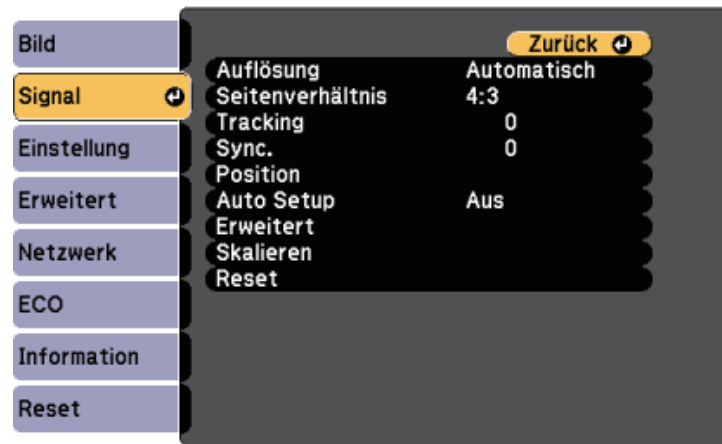 Bild
Signal
Einstellung
Erweitert
Netzwerk
ECO
Information
Reset
Zurück
Auflösung Automatisch
Seitenverhältnis 4:3
Tracking 0
Sync. 0
Position
Auto Setup Aus
Erweitert
Skalieren
Reset